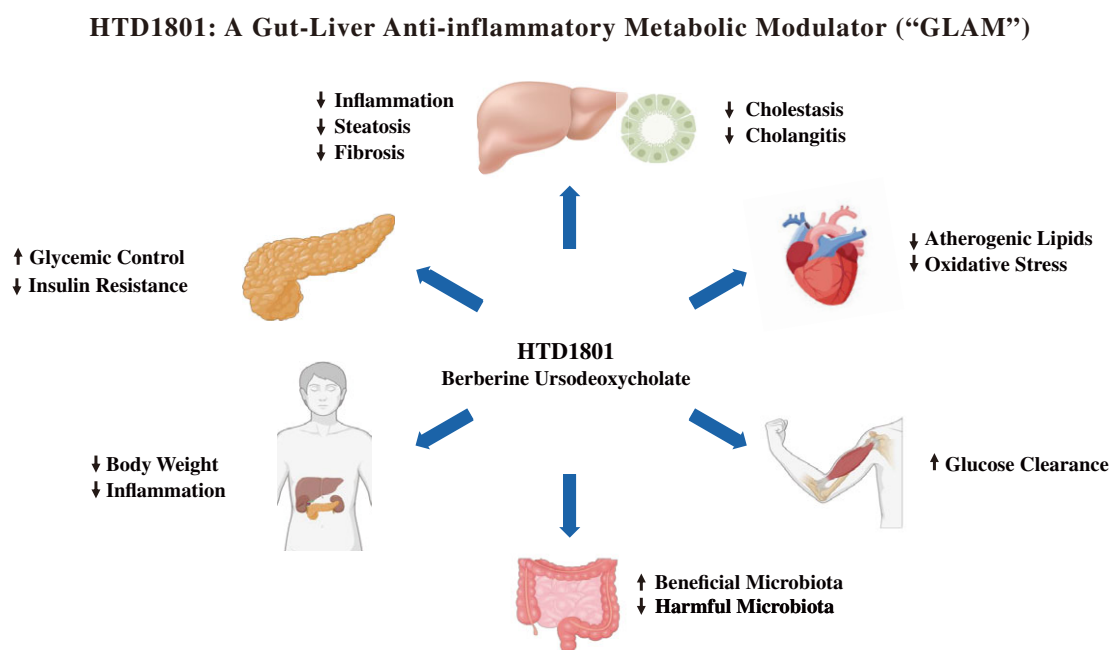 HTD1801: A Gut-Liver Anti-inflammatory Metabolic Modulator (“GLAM”)
↓ Inflammation
↓ Steatosis
↓ Fibrosis
↓ Cholestasis
↓ Cholangitis
↑ Glycemic Control
↓ Insulin Resistance
↓ Atherogenic Lipids
↓ Oxidative Stress
HTD1801
Berberine Ursodeoxycholate
↓ Body Weight
↓ Inflammation
↑ Glucose Clearance
↑ Beneficial Microbiota
↓ Harmful Microbiota